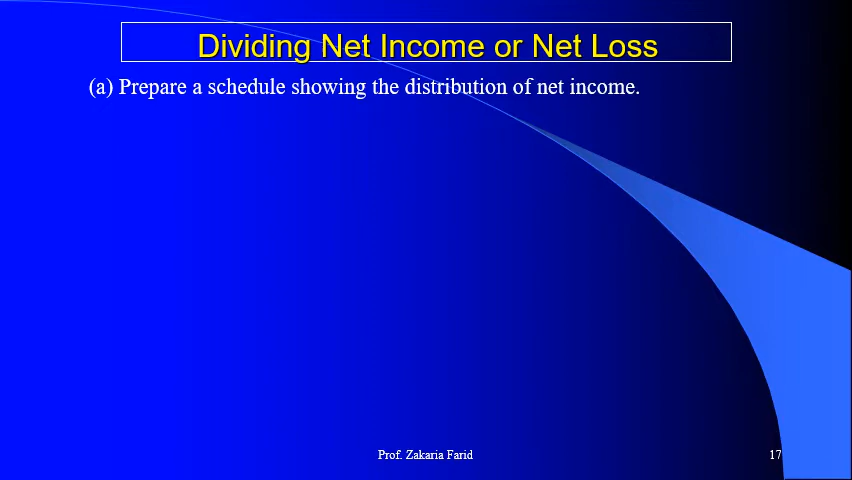 Dividing Net Income or Net Loss
(a) Prepare a schedule showing the distribution of net income.
Prof. Zakaria Farid
17